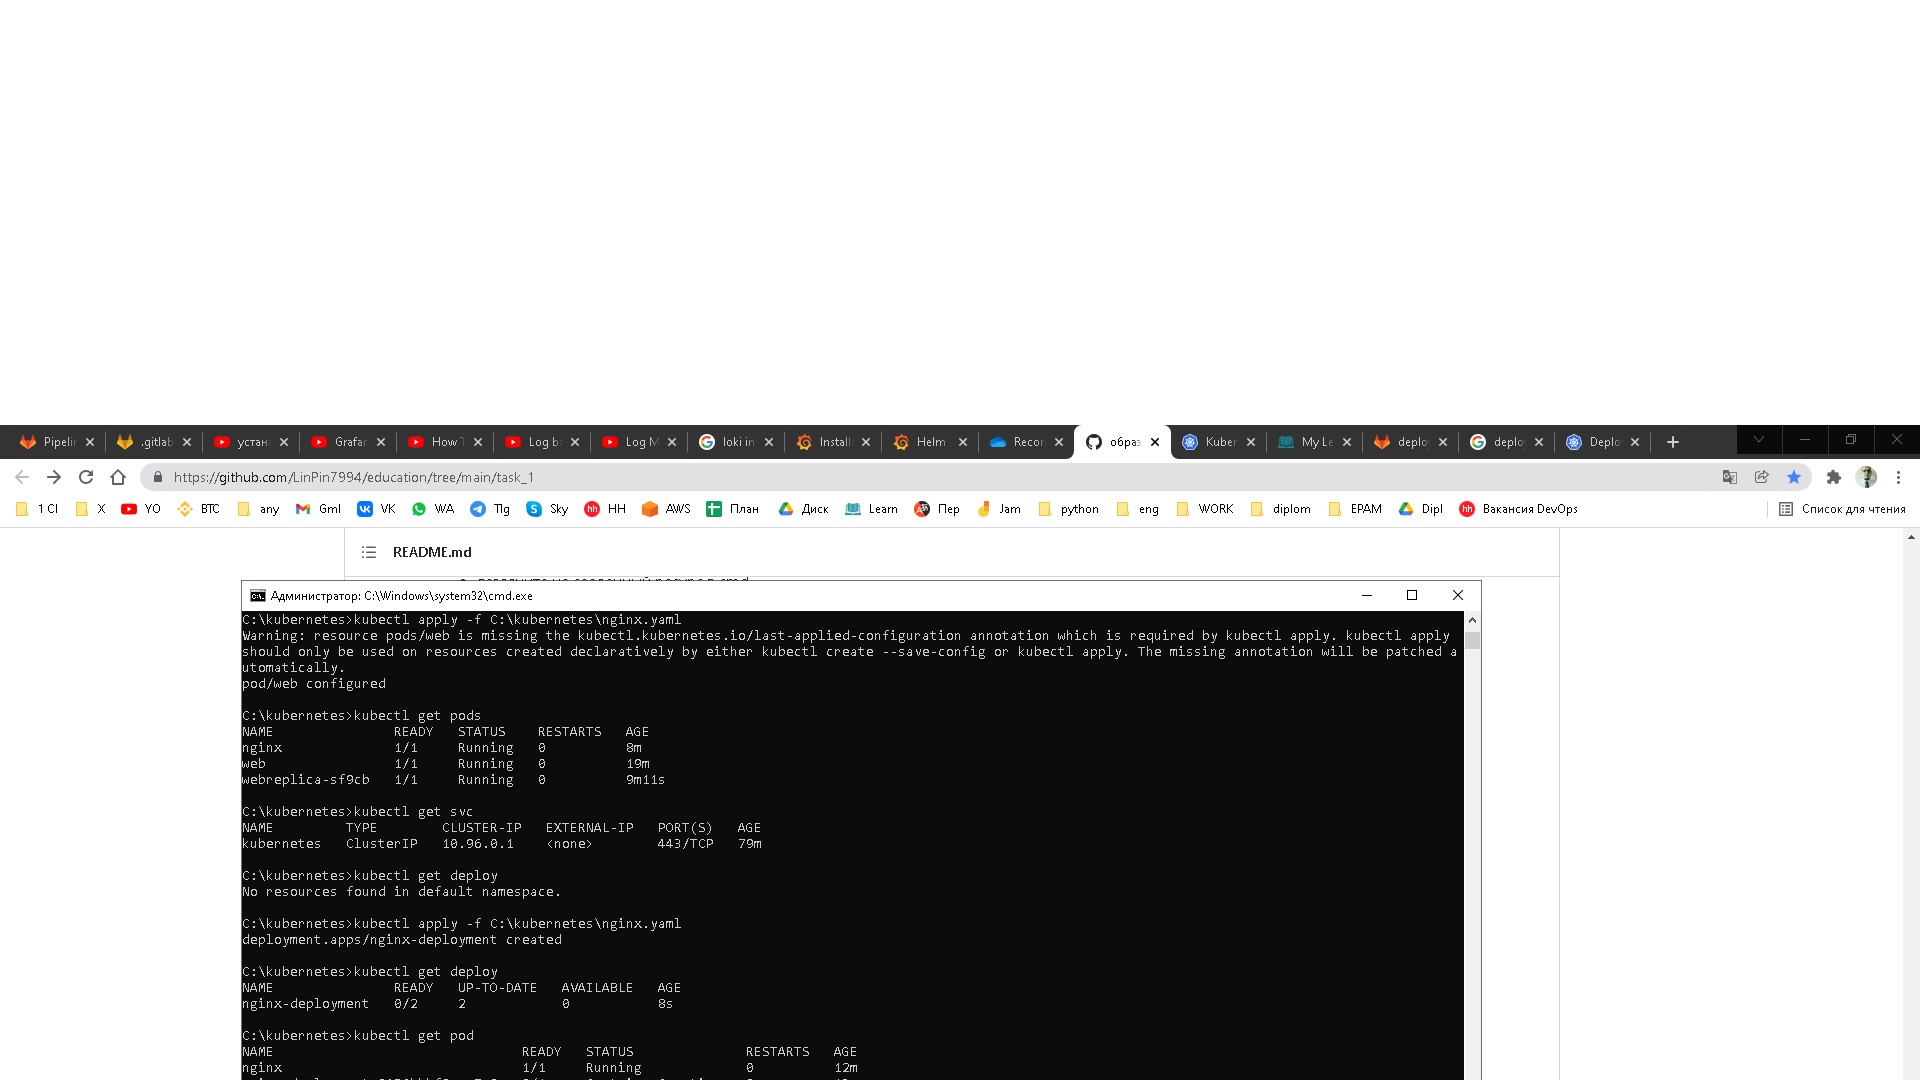 Pipeli .gitlab устан Grafar How T Log b Log M loki in Install Helm Recor образ Kuber My Le deplo deplo Deplo
https://github.com/LinPin7994/education/tree/main/task_1
1 CI X YO BTC any Gml VK WA Tlg Sky HH AWS План Диск Learn Пер Jam python eng WORK diplom EPAM Dipl Вакансия DevOps Список для чтения
README.md
Администратор: C:\Windows\system32\cmd.exe
C:\kubernetes>kubectl apply -f C:\kubernetes\nginx.yaml
Warning: resource pods/web is missing the kubectl.kubernetes.io/last-applied-configuration annotation which is required by kubectl apply. kubectl apply
should only be used on resources created declaratively by either kubectl create --save-config or kubectl apply. The missing annotation will be patched a
utomatically.
pod/web configured
C:\kubernetes>kubectl get pods
NAME READY STATUS RESTARTS AGE
nginx 1/1 Running 0 8m
web 1/1 Running 0 19m
webreplica-sf9cb 1/1 Running 0 9m11s
C:\kubernetes>kubectl get svc
NAME TYPE CLUSTER-IP EXTERNAL-IP PORT(S) AGE
kubernetes ClusterIP 10.96.0.1 <none> 443/TCP 79m
C:\kubernetes>kubectl get deploy
No resources found in default namespace.
C:\kubernetes>kubectl apply -f C:\kubernetes\nginx.yaml
deployment.apps/nginx-deployment created
C:\kubernetes>kubectl get deploy
NAME READY UP-TO-DATE AVAILABLE AGE
nginx-deployment 0/2 2 0 8s
C:\kubernetes>kubectl get pod
NAME READY STATUS RESTARTS AGE
nginx 1/1 Running 0 12m